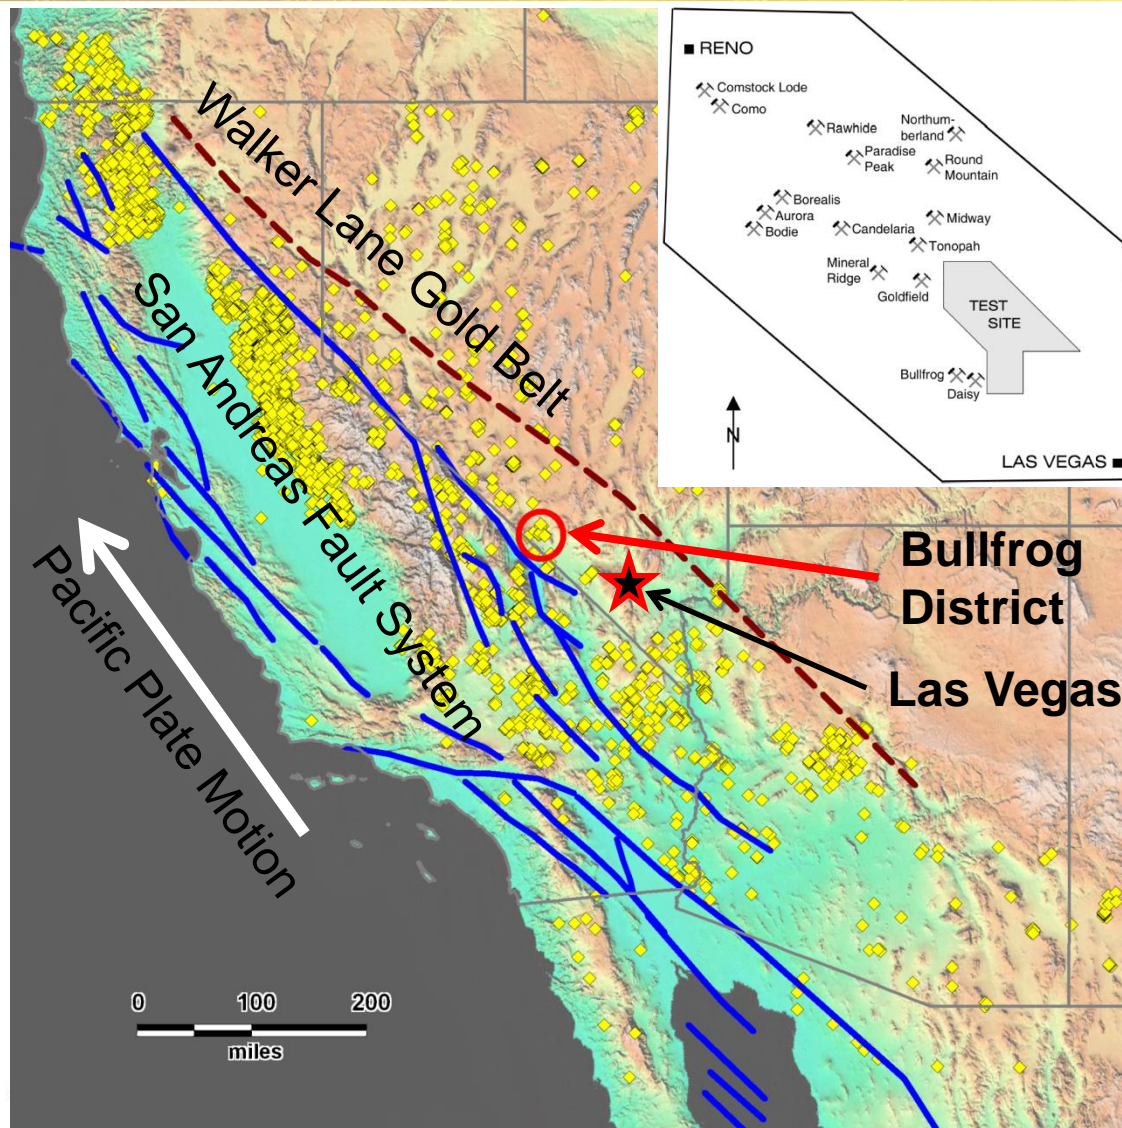 RENO
Comstock Lode
Como
Rawhide
Northum-
berland
Paradise
Peak
Round
Mountain
Borealis
Aurora
Bodie
Candelaria
Midway
Tonopah
Mineral
Ridge
Goldfield
TEST
SITE
Bullfrog
Daisy
N
LAS VEGAS
Walker Lane Gold Belt
San Andreas Fault System
Pacific Plate Motion
Bullfrog
District
Las Vegas
0 100 200
miles